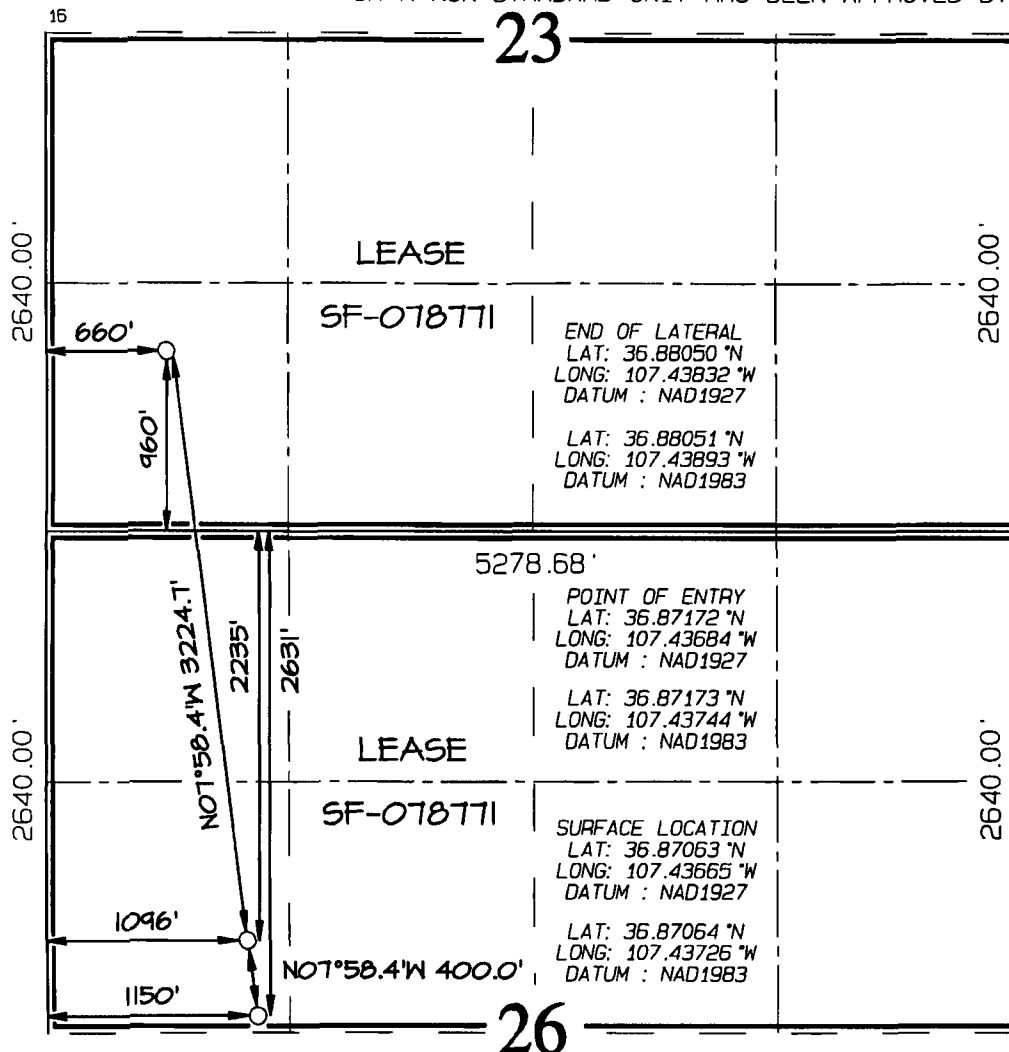 16
23
2640.00'
2640.00'
LEASE
SF-078771
660'
960'
END OF LATERAL
LAT: 36.88050 °N
LONG: 107.43832 °W
DATUM : NAD1927
LAT: 36.88051 °N
LONG: 107.43893 °W
DATUM : NAD1983
5278.68'
N07°58.4'W 3224.7'
2235'
2631'
POINT OF ENTRY
LAT: 36.87172 °N
LONG: 107.43684 °W
DATUM : NAD1927
LAT: 36.87173 °N
LONG: 107.43744 °W
DATUM : NAD1983
2640.00'
2640.00'
LEASE
SF-078771
SURFACE LOCATION
LAT: 36.87063 °N
LONG: 107.43665 °W
DATUM : NAD1927
LAT: 36.87064 °N
LONG: 107.43726 °W
DATUM : NAD1983
1096'
N07°58.4'W 400.0'
1150'
26